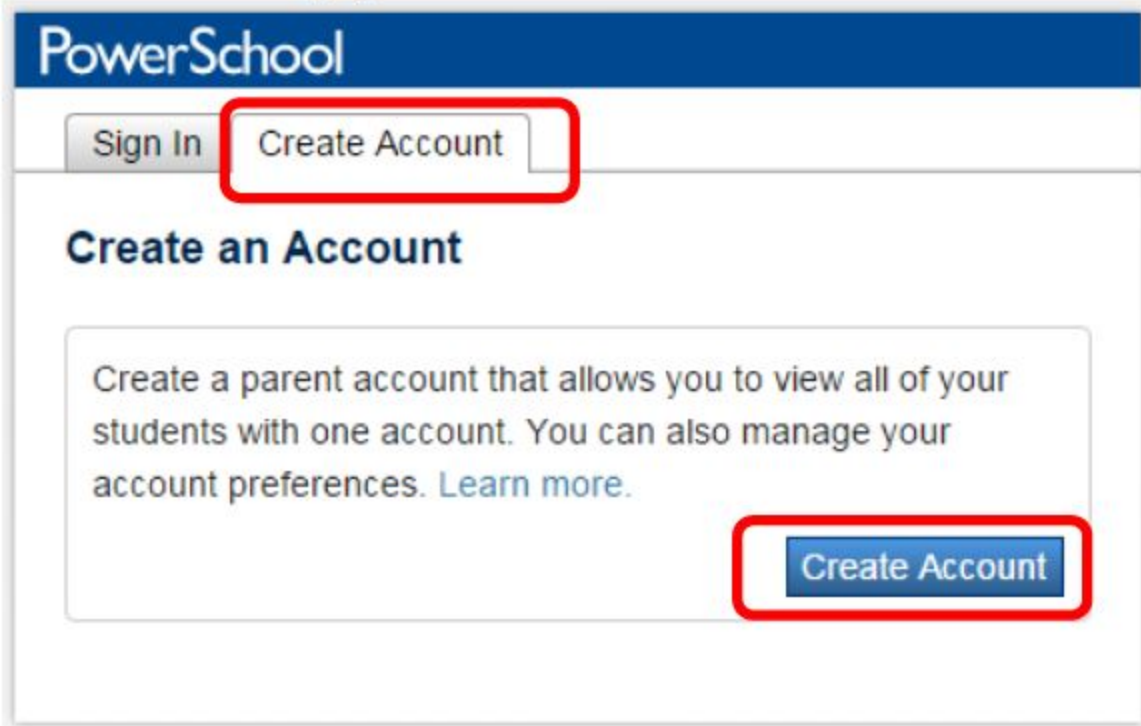 PowerSchool
Sign In
Create Account
Create an Account
Create a parent account that allows you to view all of your
students with one account. You can also manage your
account preferences. Learn more.
Create Account